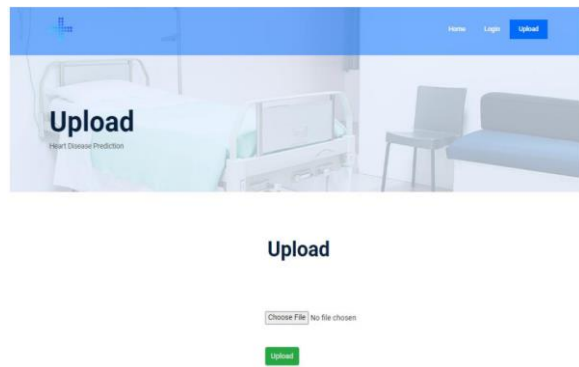 Home Login Upload
Upload
Heart Disease Prediction
Upload
Choose File No file chosen
Upload